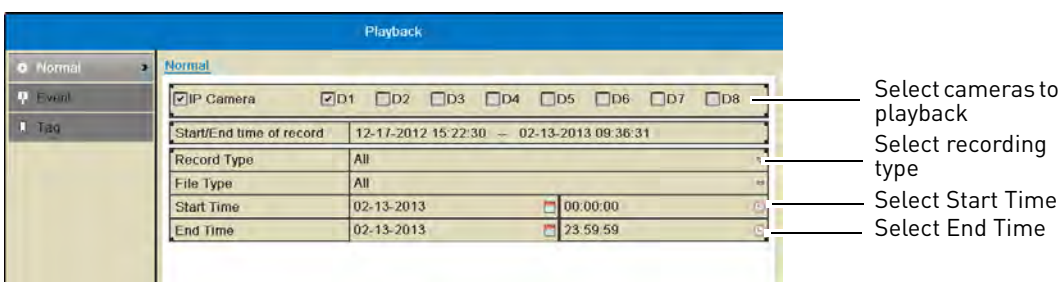 Playback
Normal
Event
Tag
Normal
IP Camera D1 D2 D3 D4 D5 D6 D7 D8
Start/End time of record 12-17-2012 15:22:30 -- 02-13-2013 09:36:31
Record Type All
File Type All
Start Time 02-13-2013 00:00:00
End Time 02-13-2013 23:59:59
Select cameras to
playback
Select recording
type
Select Start Time
Select End Time